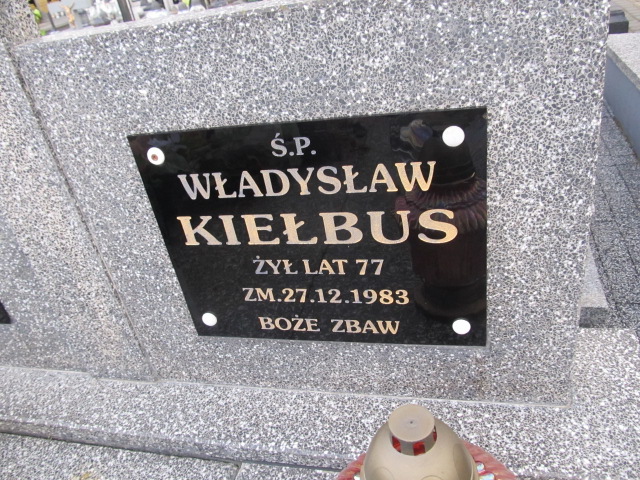 Ś.P.
WŁADYSŁAW
KIEŁBUS
ŻYŁ LAT 77
ZM.27.12.1983
BOŻE ZBAW